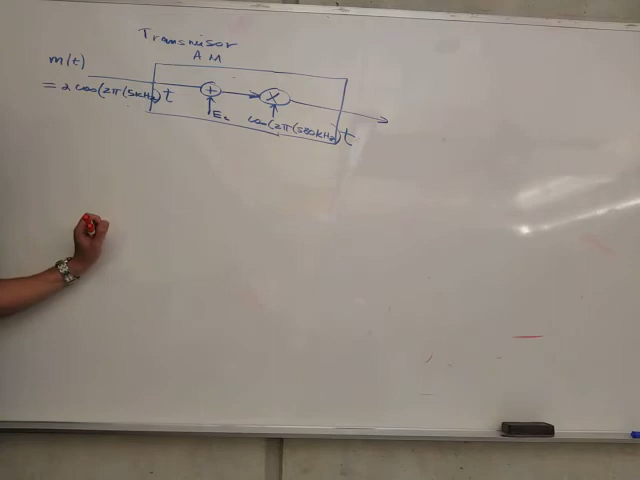 Transmisor
AM
m(t)
= 2 cos(2π(5kHz)t
+
×
Ec
cos(2π(580kHz)t